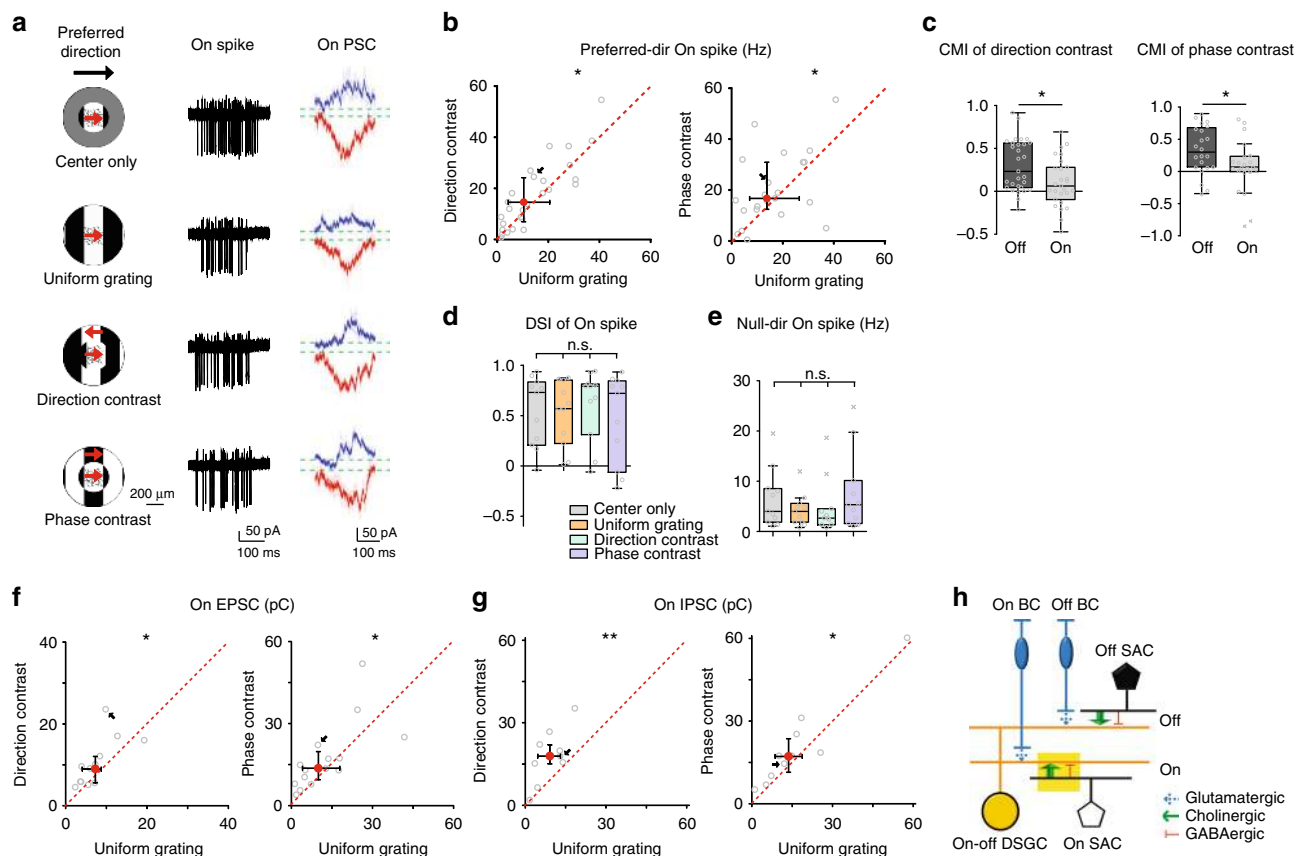 a
Preferred
direction
On spike
On PSC
Center only
Uniform grating
Direction contrast
200 µm
Phase contrast
50 pA
100 ms
50 pA
100 ms
b
Preferred-dir On spike (Hz)
*
*
60
40
20
0
Direction contrast
0
20
40
60
Uniform grating
60
40
20
0
Phase contrast
0
20
40
60
Uniform grating
c
CMI of direction contrast
CMI of phase contrast
*
*
1.0
0.5
0
−0.5
Off
On
1.0
0.5
0
−0.5
−1.0
Off
On
d
DSI of On spike
n.s.
1.0
0.5
0
−0.5
Center only
Uniform grating
Direction contrast
Phase contrast
e
Null-dir On spike (Hz)
n.s.
30
20
10
0
f
On EPSC (pC)
*
*
40
30
20
10
0
Direction contrast
0
20
40
Uniform grating
60
30
0
Phase contrast
0
30
60
Uniform grating
g
On IPSC (pC)
**
*
60
30
0
Direction contrast
0
30
60
Uniform grating
60
30
0
Phase contrast
0
30
60
Uniform grating
h
On BC
Off BC
Off SAC
Off
On
On-off DSGC
On SAC
Glutamatergic
Cholinergic
GABAergic